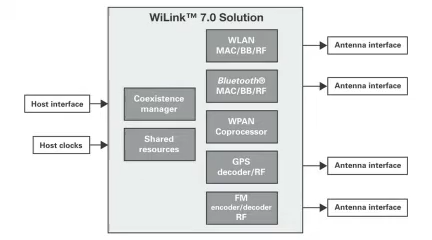 WiLink™ 7.0 Solution
WLAN
MAC/BB/RF
Antenna interface
Bluetooth®
MAC/BB/RF
Antenna interface
Host interface
Coexistence
manager
WPAN
Coprocessor
Host clocks
Shared
resources
GPS
decoder/RF
Antenna interface
FM
encoder/decoder
RF
Antenna interface